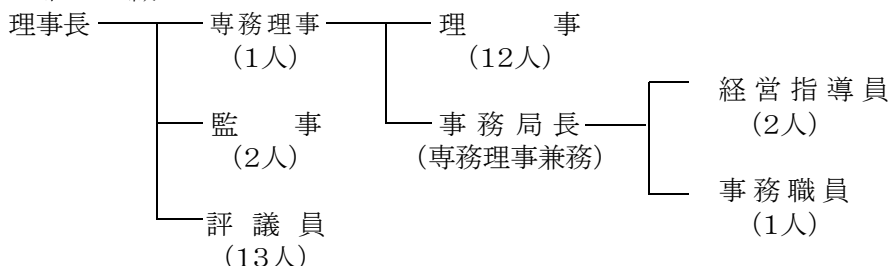 理事長 専務理事 理 事
(1人) (12人)
経営指導員
監 事 事務局長 (2人)
(2人) (専務理事兼務)
事務職員
評議員 (1人)
(13人)